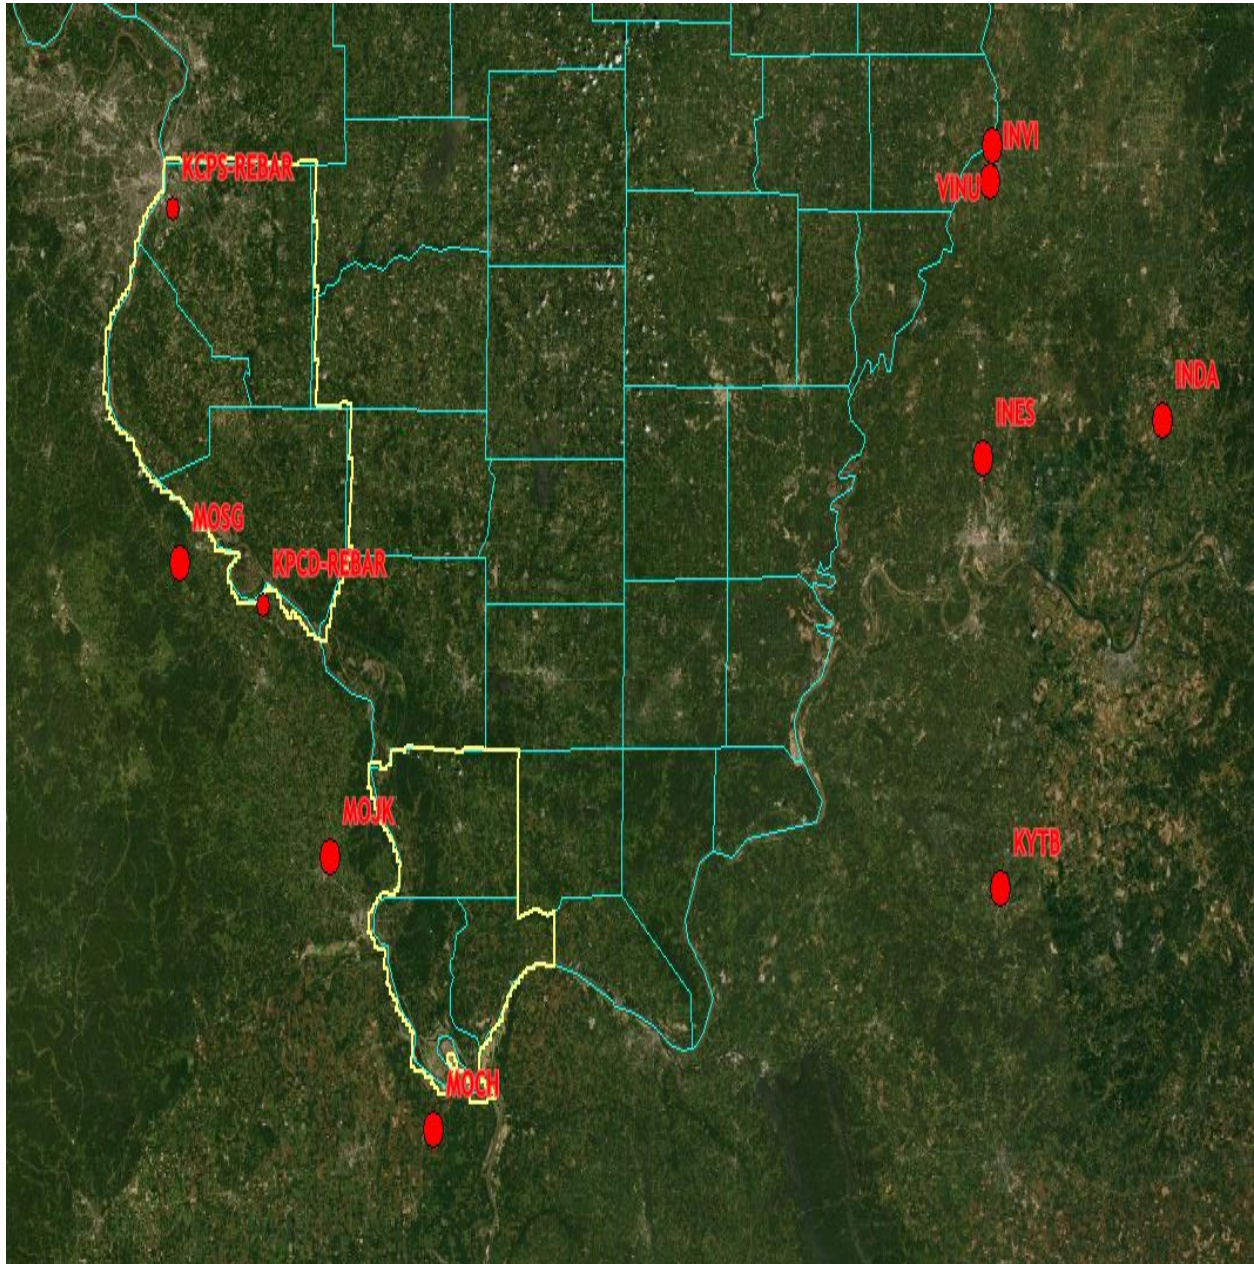 INVI
KCPS-REBAR
VINU
INDA
INES
MOSG
KPCD-REBAR
MOJK
KYTB
MOCH